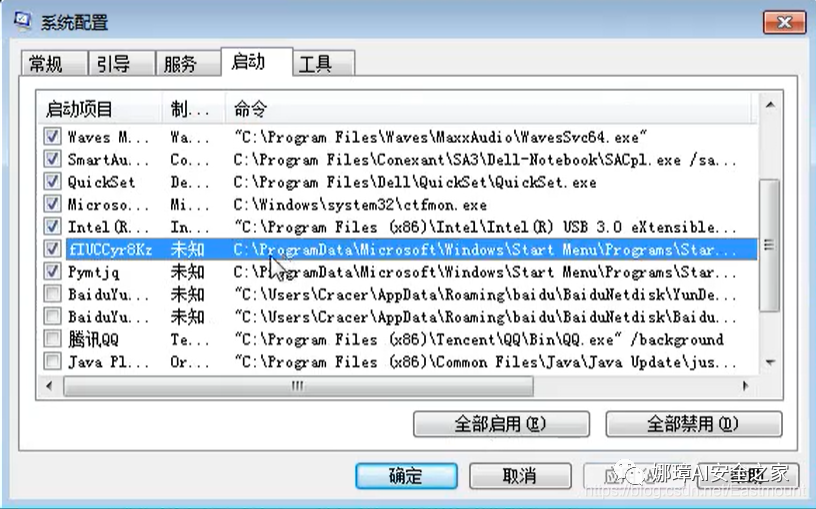 系统配置
常规 引导 服务 启动 工具
启动项目 制... 命令
Waves M... Wa... "C:\Program Files\Waves\MaxxAudio\WavesSvc64.exe"
SmartAu... Co... C:\Program Files\Conexant\SA3\Dell-Notebook\SACpl.exe /sa...
QuickSet De... C:\Program Files\Dell\QuickSet\QuickSet.exe
Microso... Mi... C:\Windows\system32\ctfmon.exe
Intel(R... In... "C:\Program Files (x86)\Intel\Intel(R) USB 3.0 eXtensible...
fIUCCyr8Kz 未知 C:\ProgramData\Microsoft\Windows\Start Menu\Programs\Star...
Pymtjq 未知 C:\ProgramData\Microsoft\Windows\Start Menu\Programs\Star...
BaiduYu... 未知 "C:\Users\Cracer\AppData\Roaming\baidu\BaiduNetdisk\YunDe...
BaiduYu... 未知 "C:\Users\Cracer\AppData\Roaming\baidu\BaiduNetdisk\Baidu...
腾讯QQ Te... "C:\Program Files (x86)\Tencent\QQ\Bin\QQ.exe" /background
Java Pl... Or... "C:\Program Files (x86)\Common Files\Java\Java Update\jus...
全部启用(E) 全部禁用(D)
确定 取消
娜璋AI安全之家
https://blog.csdn.net/Eastmount